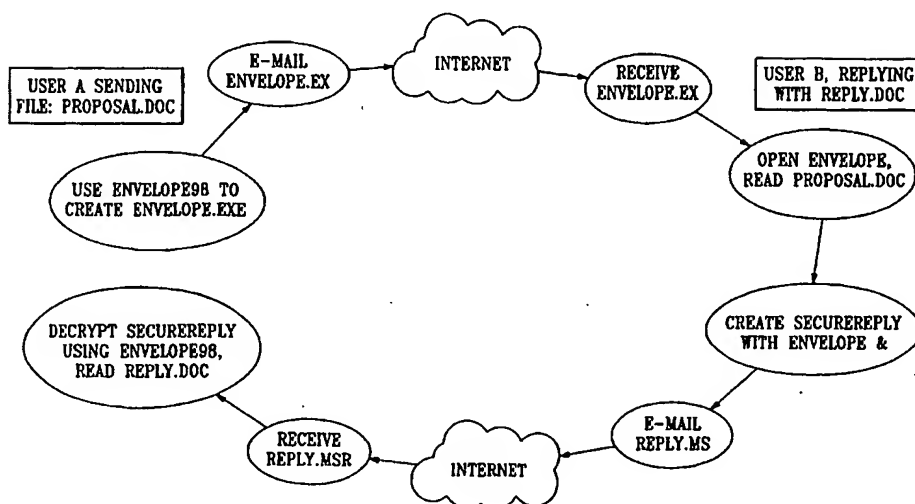 USER A SENDING
FILE: PROPOSAL.DOC
E-MAIL
ENVELOPE.EX
INTERNET
RECEIVE
ENVELOPE.EX
USER B, REPLYING
WITH REPLY.DOC
USE ENVELOPE98 TO
CREATE ENVELOPE.EXE
OPEN ENVELOPE,
READ PROPOSAL.DOC
DECRYPT SECUREREPLY
USING ENVELOPE98,
READ REPLY.DOC
CREATE SECUREREPLY
WITH ENVELOPE &
RECEIVE
REPLY.MSR
INTERNET
E-MAIL
REPLY.MS